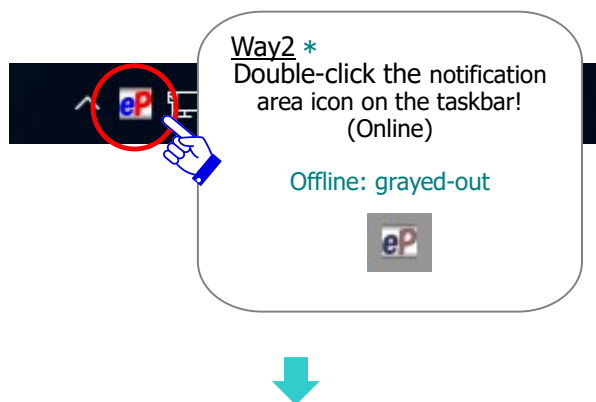 Way2 *
Double-click the notification
area icon on the taskbar!
(Online)
eP
Offline: grayed-out
eP